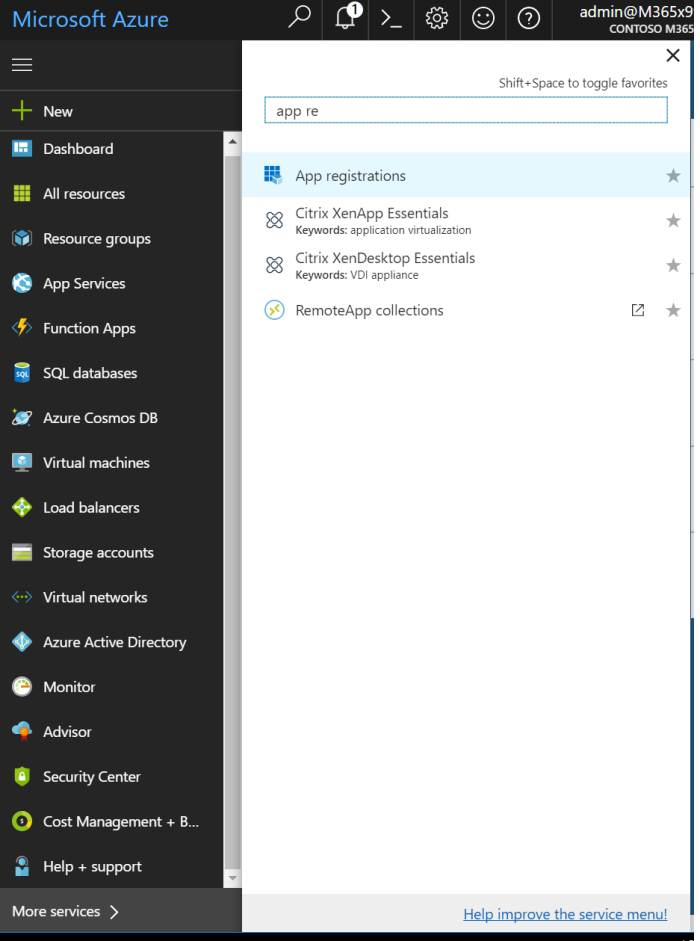 Microsoft Azure
1
>_
?
admin@M365x9
CONTOSO M365
New
Dashboard
All resources
Resource groups
App Services
Function Apps
SQL
SQL databases
Azure Cosmos DB
Virtual machines
Load balancers
Storage accounts
Virtual networks
Azure Active Directory
Monitor
Advisor
Security Center
Cost Management + B...
Help + support
More services
Shift+Space to toggle favorites
app re
App registrations
Citrix XenApp Essentials
Keywords: application virtualization
Citrix XenDesktop Essentials
Keywords: VDI appliance
RemoteApp collections
Help improve the service menu!